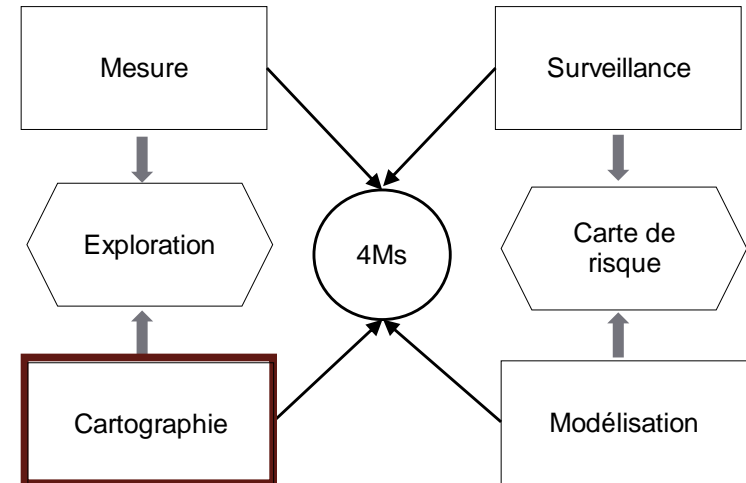 Mesure
Surveillance
Exploration
4Ms
Carte de
risque
Cartographie
Modélisation